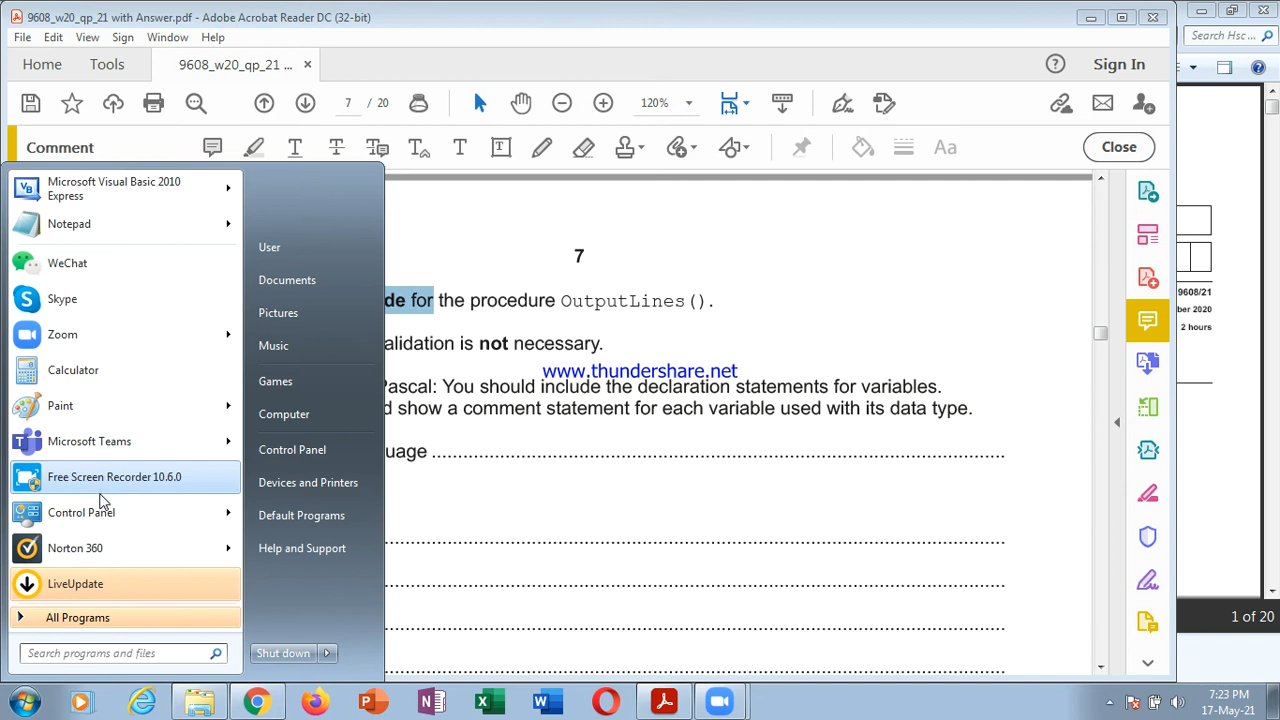 9608_w20_qp_21 with Answer.pdf - Adobe Acrobat Reader DC (32-bit)
File Edit View Sign Window Help
Search Hsc ...
Home Tools 9608_w20_qp_21 ... × Sign In
7 / 20 120%
Comment Close
Microsoft Visual Basic 2010
Express
Notepad
WeChat
Skype
Zoom
Calculator
Paint
Microsoft Teams
Free Screen Recorder 10.6.0
Control Panel
Norton 360
LiveUpdate
All Programs
Search programs and files
User
Documents
Pictures
Music
Games
Computer
Control Panel
Devices and Printers
Default Programs
Help and Support
Shut down
7
de for the procedure OutputLines().
alidation is not necessary.
www.thundershare.net
Pascal: You should include the declaration statements for variables.
d show a comment statement for each variable used with its data type.
uage ....................................................................................................
9608/21
ber 2020
2 hours
1 of 20
7:23 PM
17-May-21